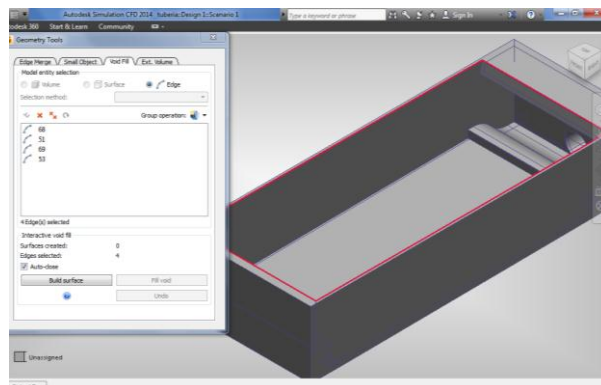 Autodesk Simulation CFD 2014 tuberia: Design 1::Scenario 1
Type a keyword or phrase
Sign In
odesk 360 Start & Learn Community
Geometry Tools
Edge Merge Small Object Void Fill Ext. Volume
Model entity selection
Volume Surface Edge
Selection method:
Group operation:
68
51
69
53
4 Edge(s) selected
Interactive void fill
Surfaces created: 0
Edges selected: 4
Auto-close
Build surface Fill void
Undo
Unassigned